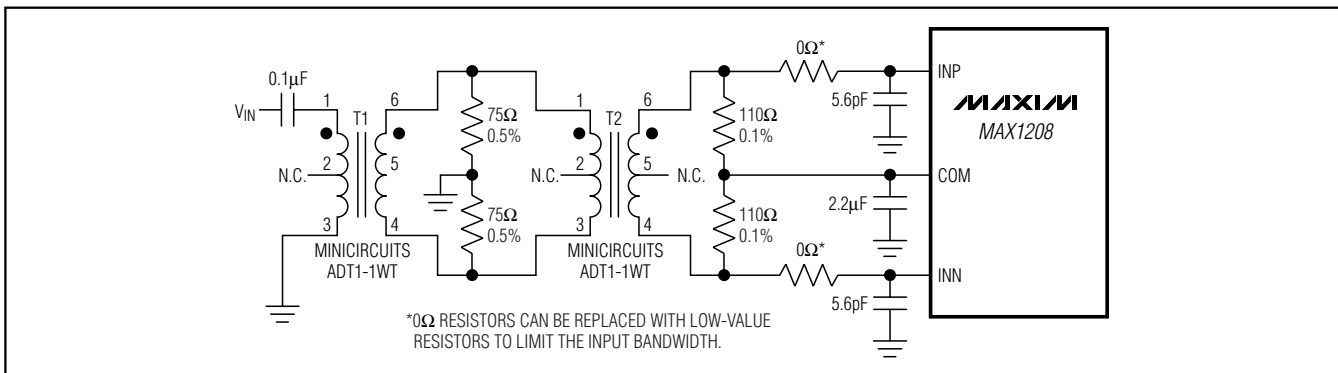 0Ω*
0.1μF
V_IN
1
6
T1
75Ω
0.5%
1
6
T2
110Ω
0.1%
5.6pF
INP
MAXIM
MAX1208
N.C.
2
5
2
5
N.C.
COM
75Ω
0.5%
110Ω
0.1%
2.2μF
3
4
3
4
0Ω*
MINICIRCUITS
ADT1-1WT
MINICIRCUITS
ADT1-1WT
INN
5.6pF
*0Ω RESISTORS CAN BE REPLACED WITH LOW-VALUE
RESISTORS TO LIMIT THE INPUT BANDWIDTH.